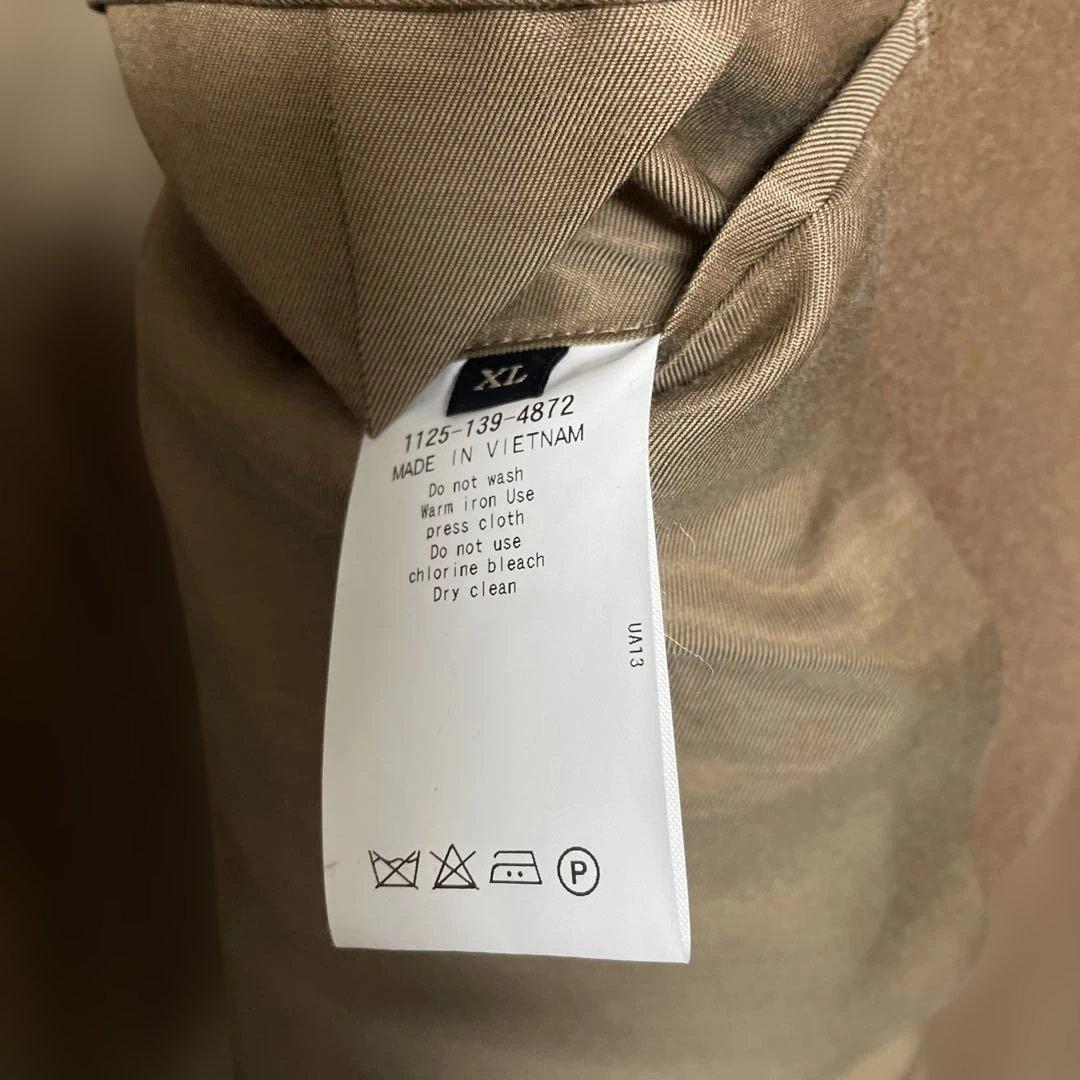 XL
1125-139-4872
MADE IN VIETNAM
Do not wash
Warm iron Use
press cloth
Do not use
chlorine bleach
Dry clean
UA13
P